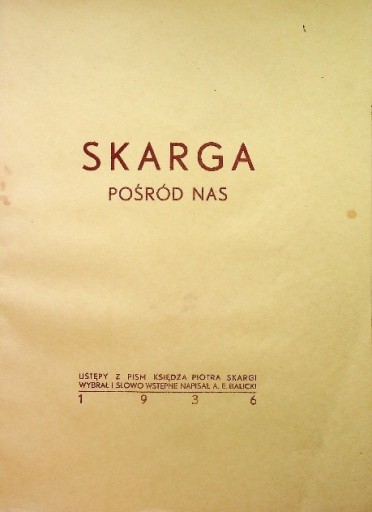 SKARGA
POŚRÓD NAS
USTĘPY Z PISM KSIĘDZA PIOTRA SKARGI
WYBRAŁ I SŁOWO WSTĘPNE NAPISAŁ A. E. BALICKI
1 9 3 6